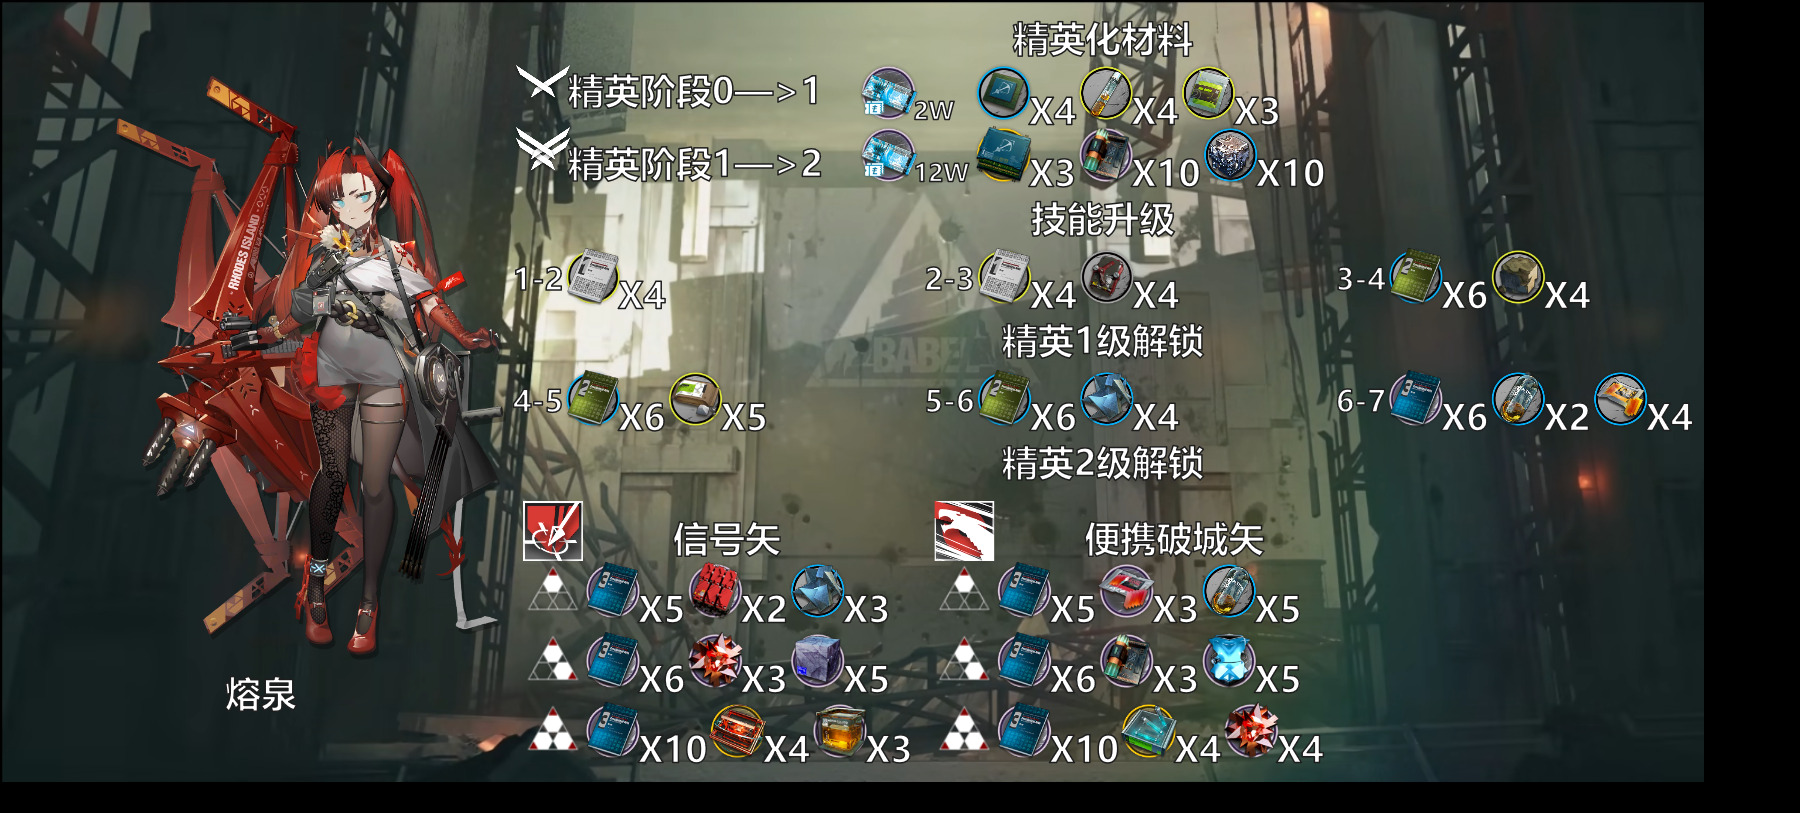 精英化材料
精英阶段0—>1 2W X4 X4 X3
精英阶段1—>2 12W X3 X10 X10
技能升级
1-2 X4 2-3 X4 X4 3-4 X6 X4
精英1级解锁
4-5 X6 X5 5-6 X6 X4 6-7 X6 X2 X4
精英2级解锁
信号矢 便携破城矢
X5 X2 X3 X5 X3 X5
X6 X3 X5 X6 X3 X5
X10 X4 X3 X10 X4 X4
熔泉
RHODES ISLAND
BABEL